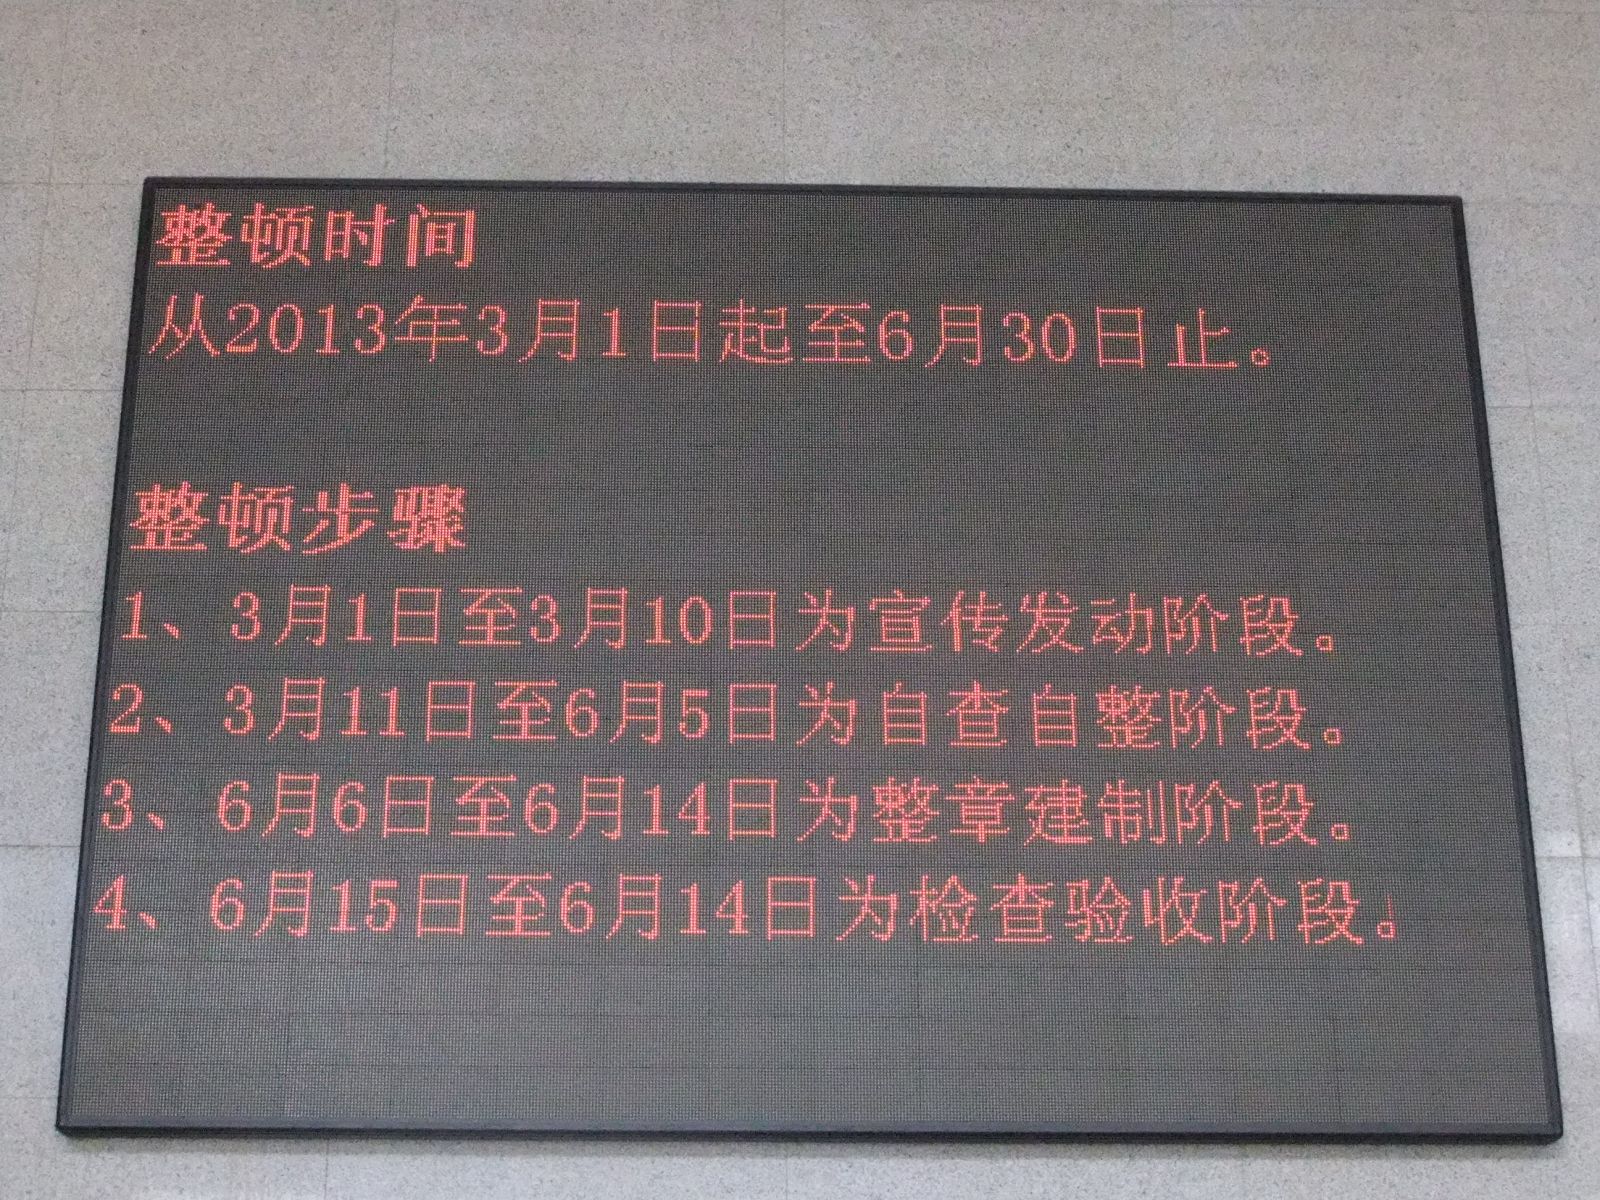 整顿时间
从2013年3月1日起至6月30日止。
整顿步骤
1、3月1日至3月10日为宣传发动阶段。
2、3月11日至6月5日为自查自整阶段。
3、6月6日至6月14日为整章建制阶段。
4、6月15日至6月14日为检查验收阶段。